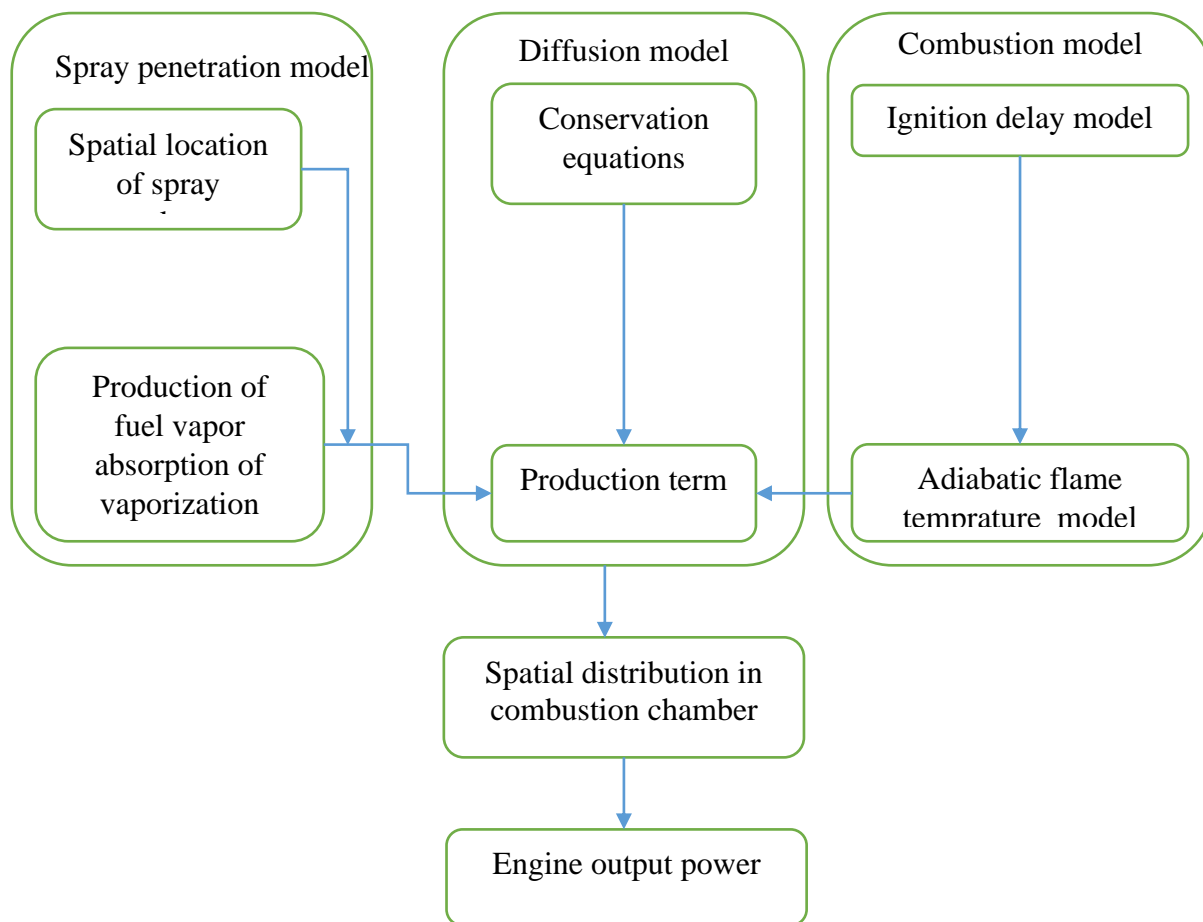 Spray penetration model
Spatial location
of spray
Production of
fuel vapor
absorption of
vaporization
Diffusion model
Conservation
equations
Production term
Combustion model
Ignition delay model
Adiabatic flame
temprature model
Spatial distribution in
combustion chamber
Engine output power